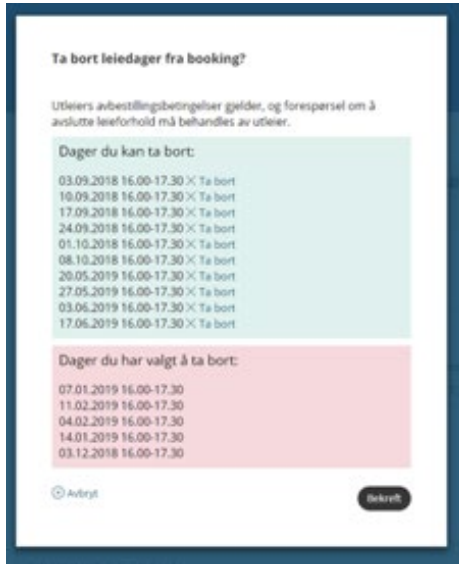 Ta bort leiedager fra booking?
Utleiers avbestillingsbetingelser gjelder, og forespørsel om å
avslutte leieforhold må behandles av utleier.
Dager du kan ta bort:
03.09.2018 16.00-17.30 × Ta bort
10.09.2018 16.00-17.30 × Ta bort
17.09.2018 16.00-17.30 × Ta bort
24.09.2018 16.00-17.30 × Ta bort
01.10.2018 16.00-17.30 × Ta bort
08.10.2018 16.00-17.30 × Ta bort
20.05.2019 16.00-17.30 × Ta bort
27.05.2019 16.00-17.30 × Ta bort
03.06.2019 16.00-17.30 × Ta bort
17.06.2019 16.00-17.30 × Ta bort
Dager du har valgt å ta bort:
07.01.2019 16.00-17.30
11.02.2019 16.00-17.30
04.02.2019 16.00-17.30
14.01.2019 16.00-17.30
03.12.2018 16.00-17.30
Avbryt
Bekreft